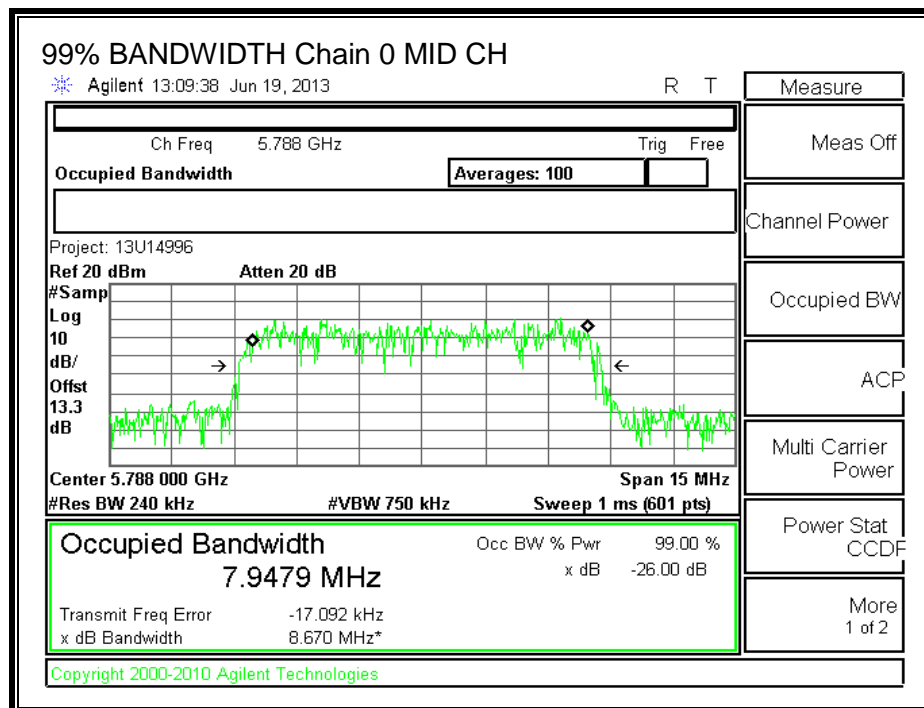 99% BANDWIDTH Chain 0 MID CH
Agilent 13:09:38 Jun 19, 2013 R T
Measure
Ch Freq 5.788 GHz Trig Free
Meas Off
Occupied Bandwidth Averages: 100
Channel Power
Project: 13U14996
Ref 20 dBm Atten 20 dB
#Samp
Log
10
dB/
Offst
13.3
dB
Occupied BW
ACP
Center 5.788 000 GHz Span 15 MHz
#Res BW 240 kHz #VBW 750 kHz Sweep 1 ms (601 pts)
Multi Carrier
Power
Occupied Bandwidth Occ BW % Pwr 99.00 %
7.9479 MHz x dB -26.00 dB
Power Stat
CCDF
Transmit Freq Error -17.092 kHz
x dB Bandwidth 8.670 MHz*
More
1 of 2
Copyright 2000-2010 Agilent Technologies